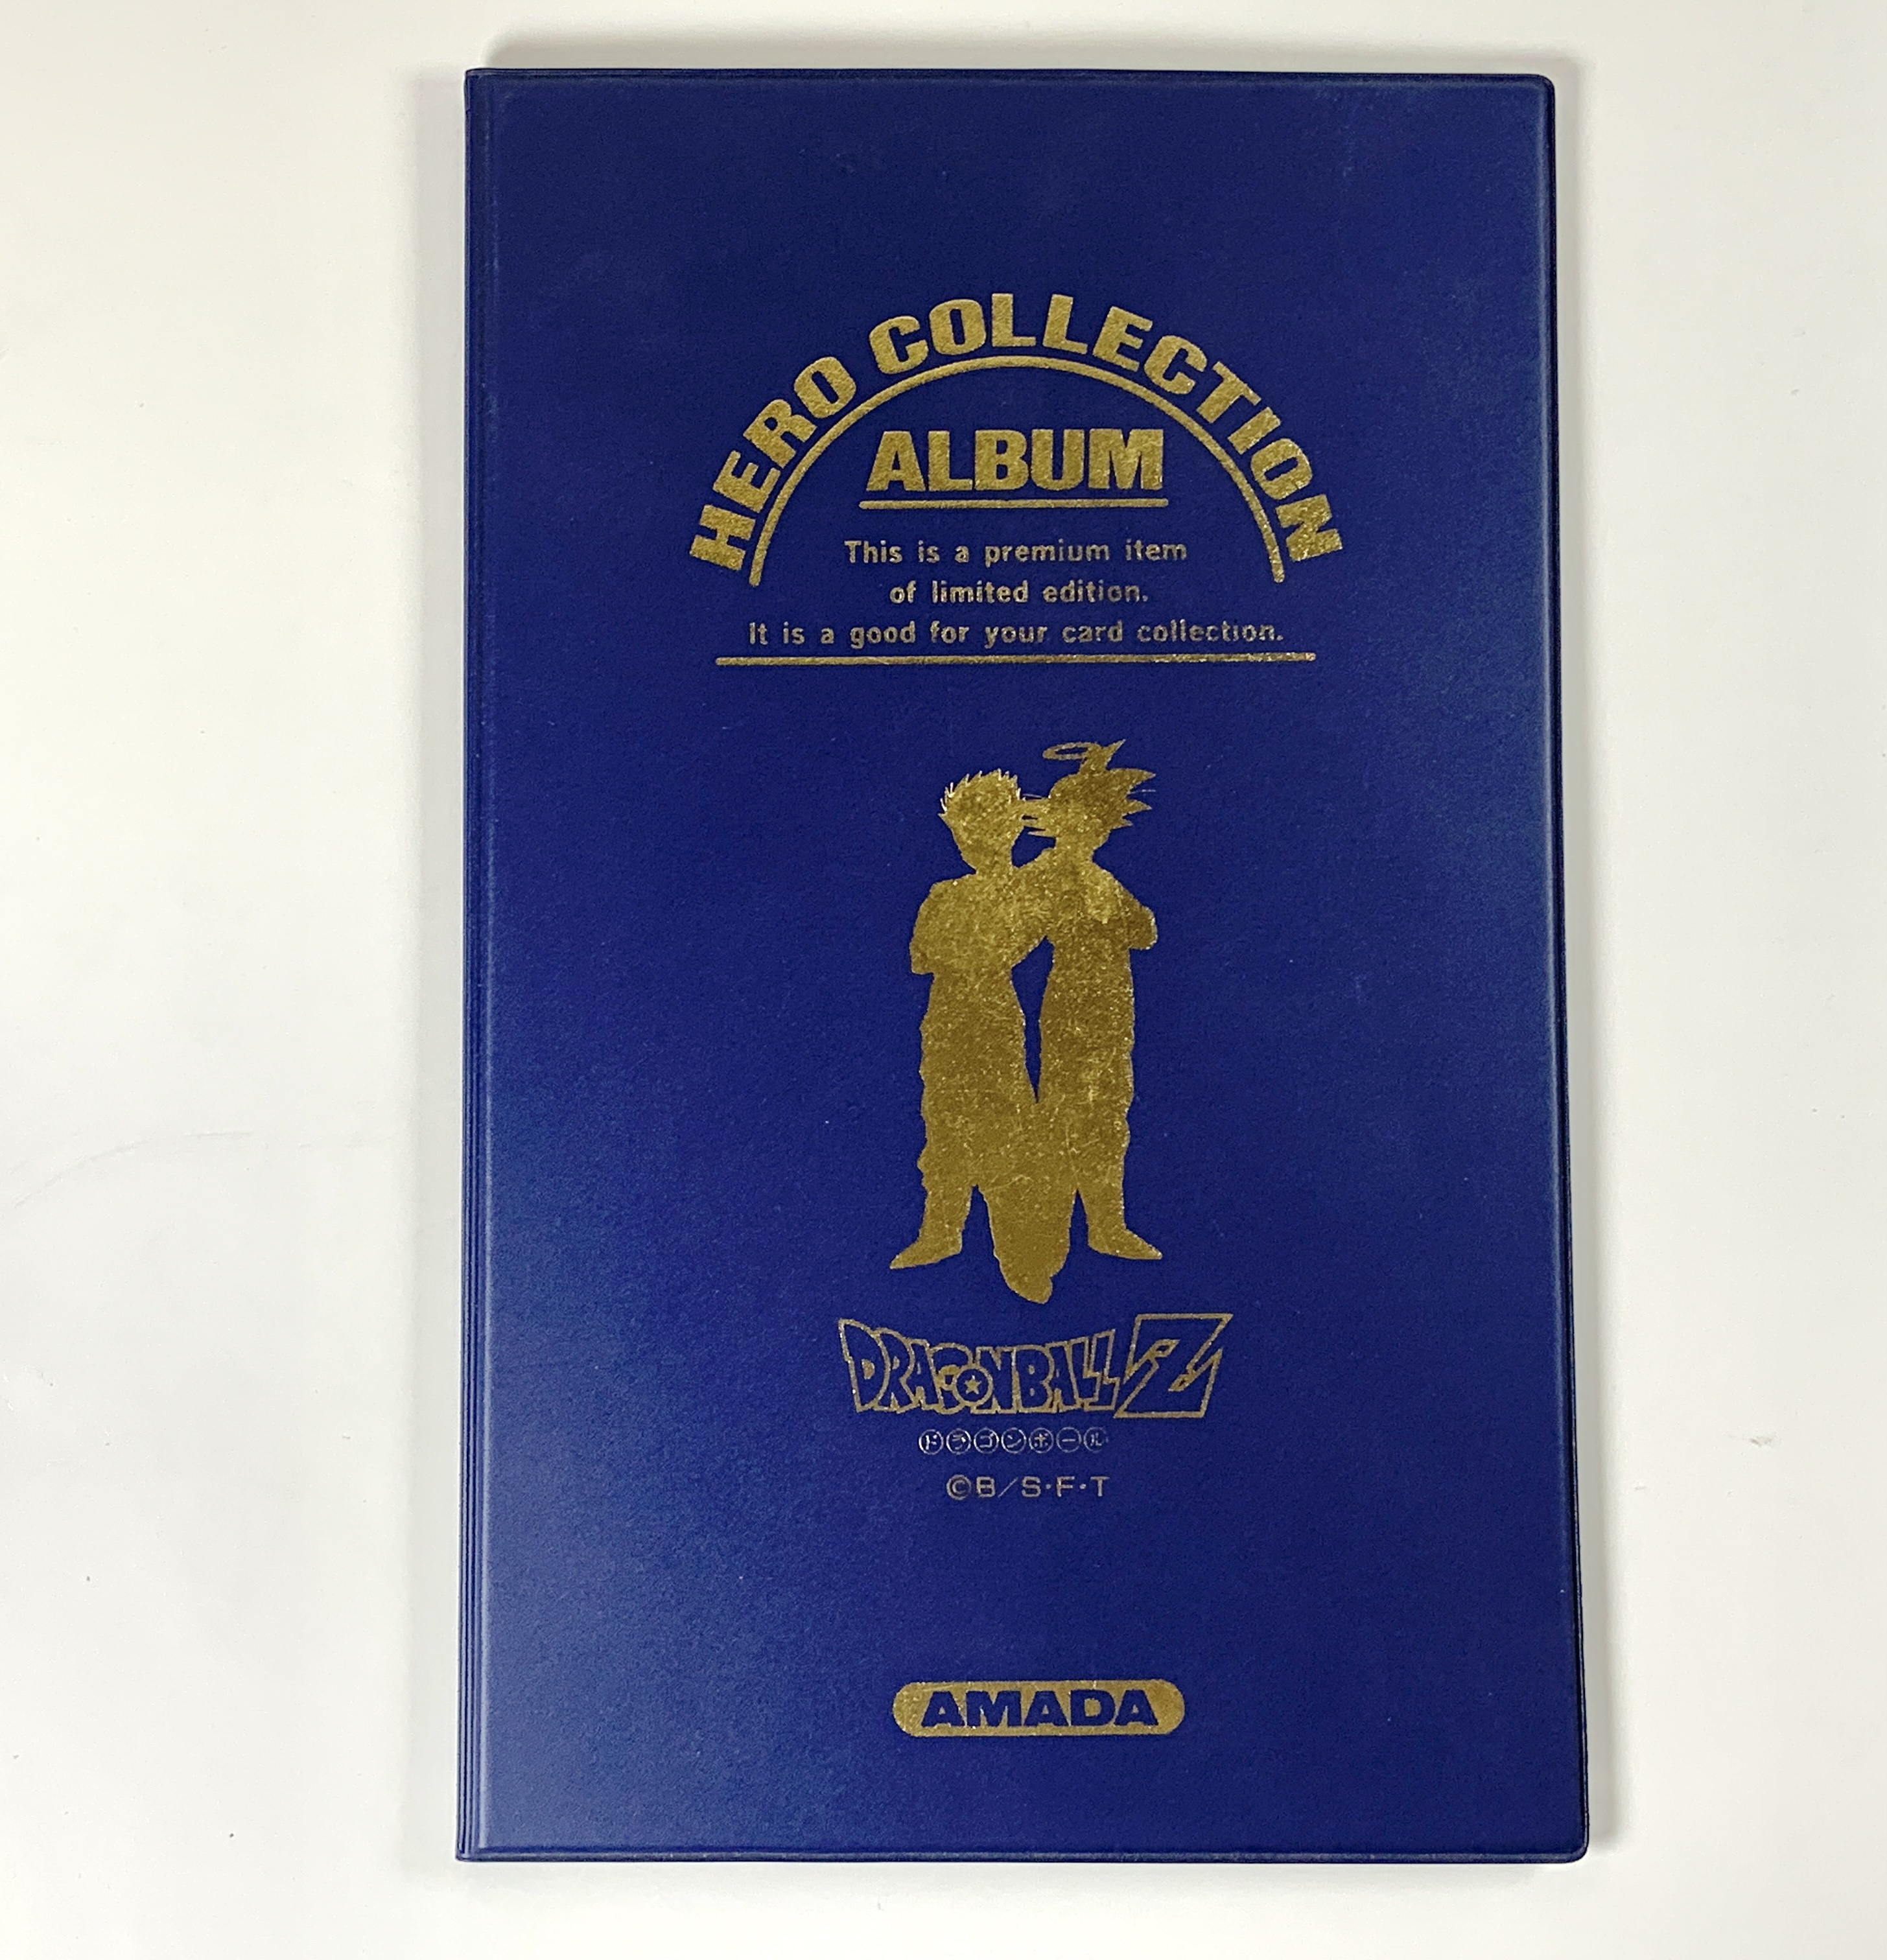 HERO COLLECTION
ALBUM
This is a premium item
of limited edition.
It is a good for your card collection.
DRAGONBALL Z
ドラゴンボール
©B/S・F・T
AMADA